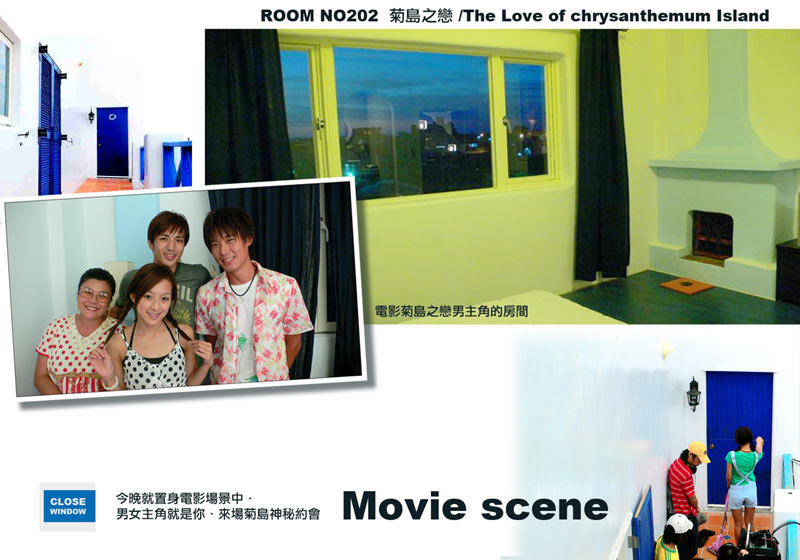 ROOM NO202 菊島之戀 /The Love of chrysanthemum Island
電影菊島之戀男主角的房間
CLOSE
WINDOW
今晚就置身電影場景中．
男女主角就是你．來場菊島神秘約會
Movie scene